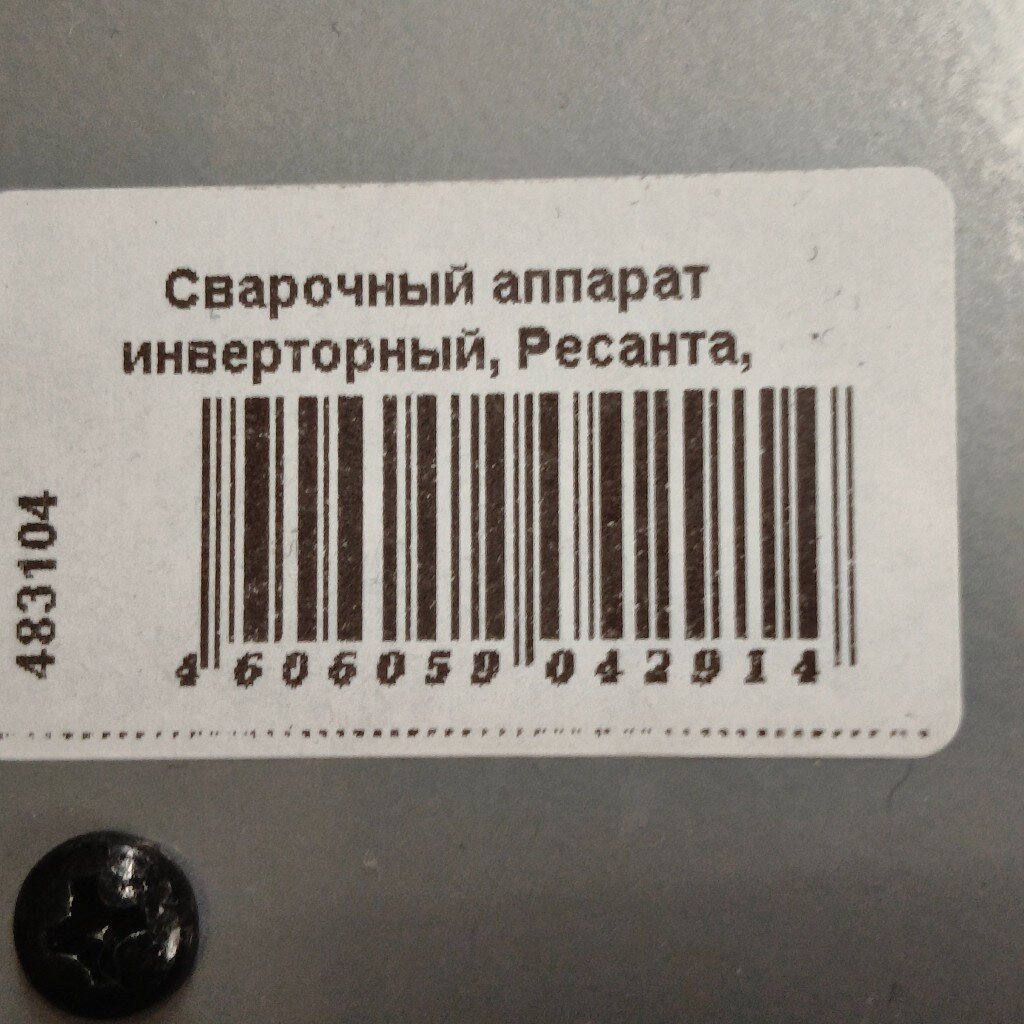 Сварочный аппарат
инверторный, Ресанта,
4 606059 042914
483104